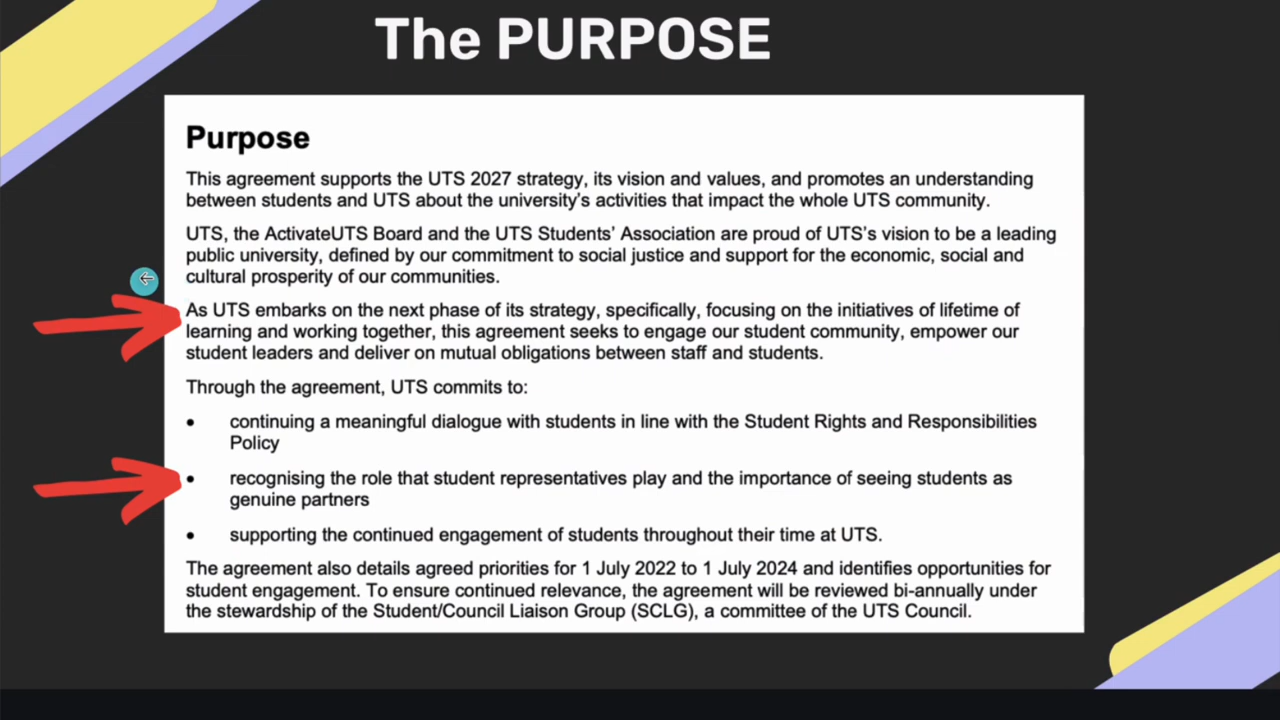 The PURPOSE
Purpose
This agreement supports the UTS 2027 strategy, its vision and values, and promotes an understanding
between students and UTS about the university's activities that impact the whole UTS community.
UTS, the ActivateUTS Board and the UTS Students' Association are proud of UTS's vision to be a leading
public university, defined by our commitment to social justice and support for the economic, social and
cultural prosperity of our communities.
As UTS embarks on the next phase of its strategy, specifically, focusing on the initiatives of lifetime of
learning and working together, this agreement seeks to engage our student community, empower our
student leaders and deliver on mutual obligations between staff and students.
Through the agreement, UTS commits to:
• continuing a meaningful dialogue with students in line with the Student Rights and Responsibilities
Policy
• recognising the role that student representatives play and the importance of seeing students as
genuine partners
• supporting the continued engagement of students throughout their time at UTS.
The agreement also details agreed priorities for 1 July 2022 to 1 July 2024 and identifies opportunities for
student engagement. To ensure continued relevance, the agreement will be reviewed bi-annually under
the stewardship of the Student/Council Liaison Group (SCLG), a committee of the UTS Council.